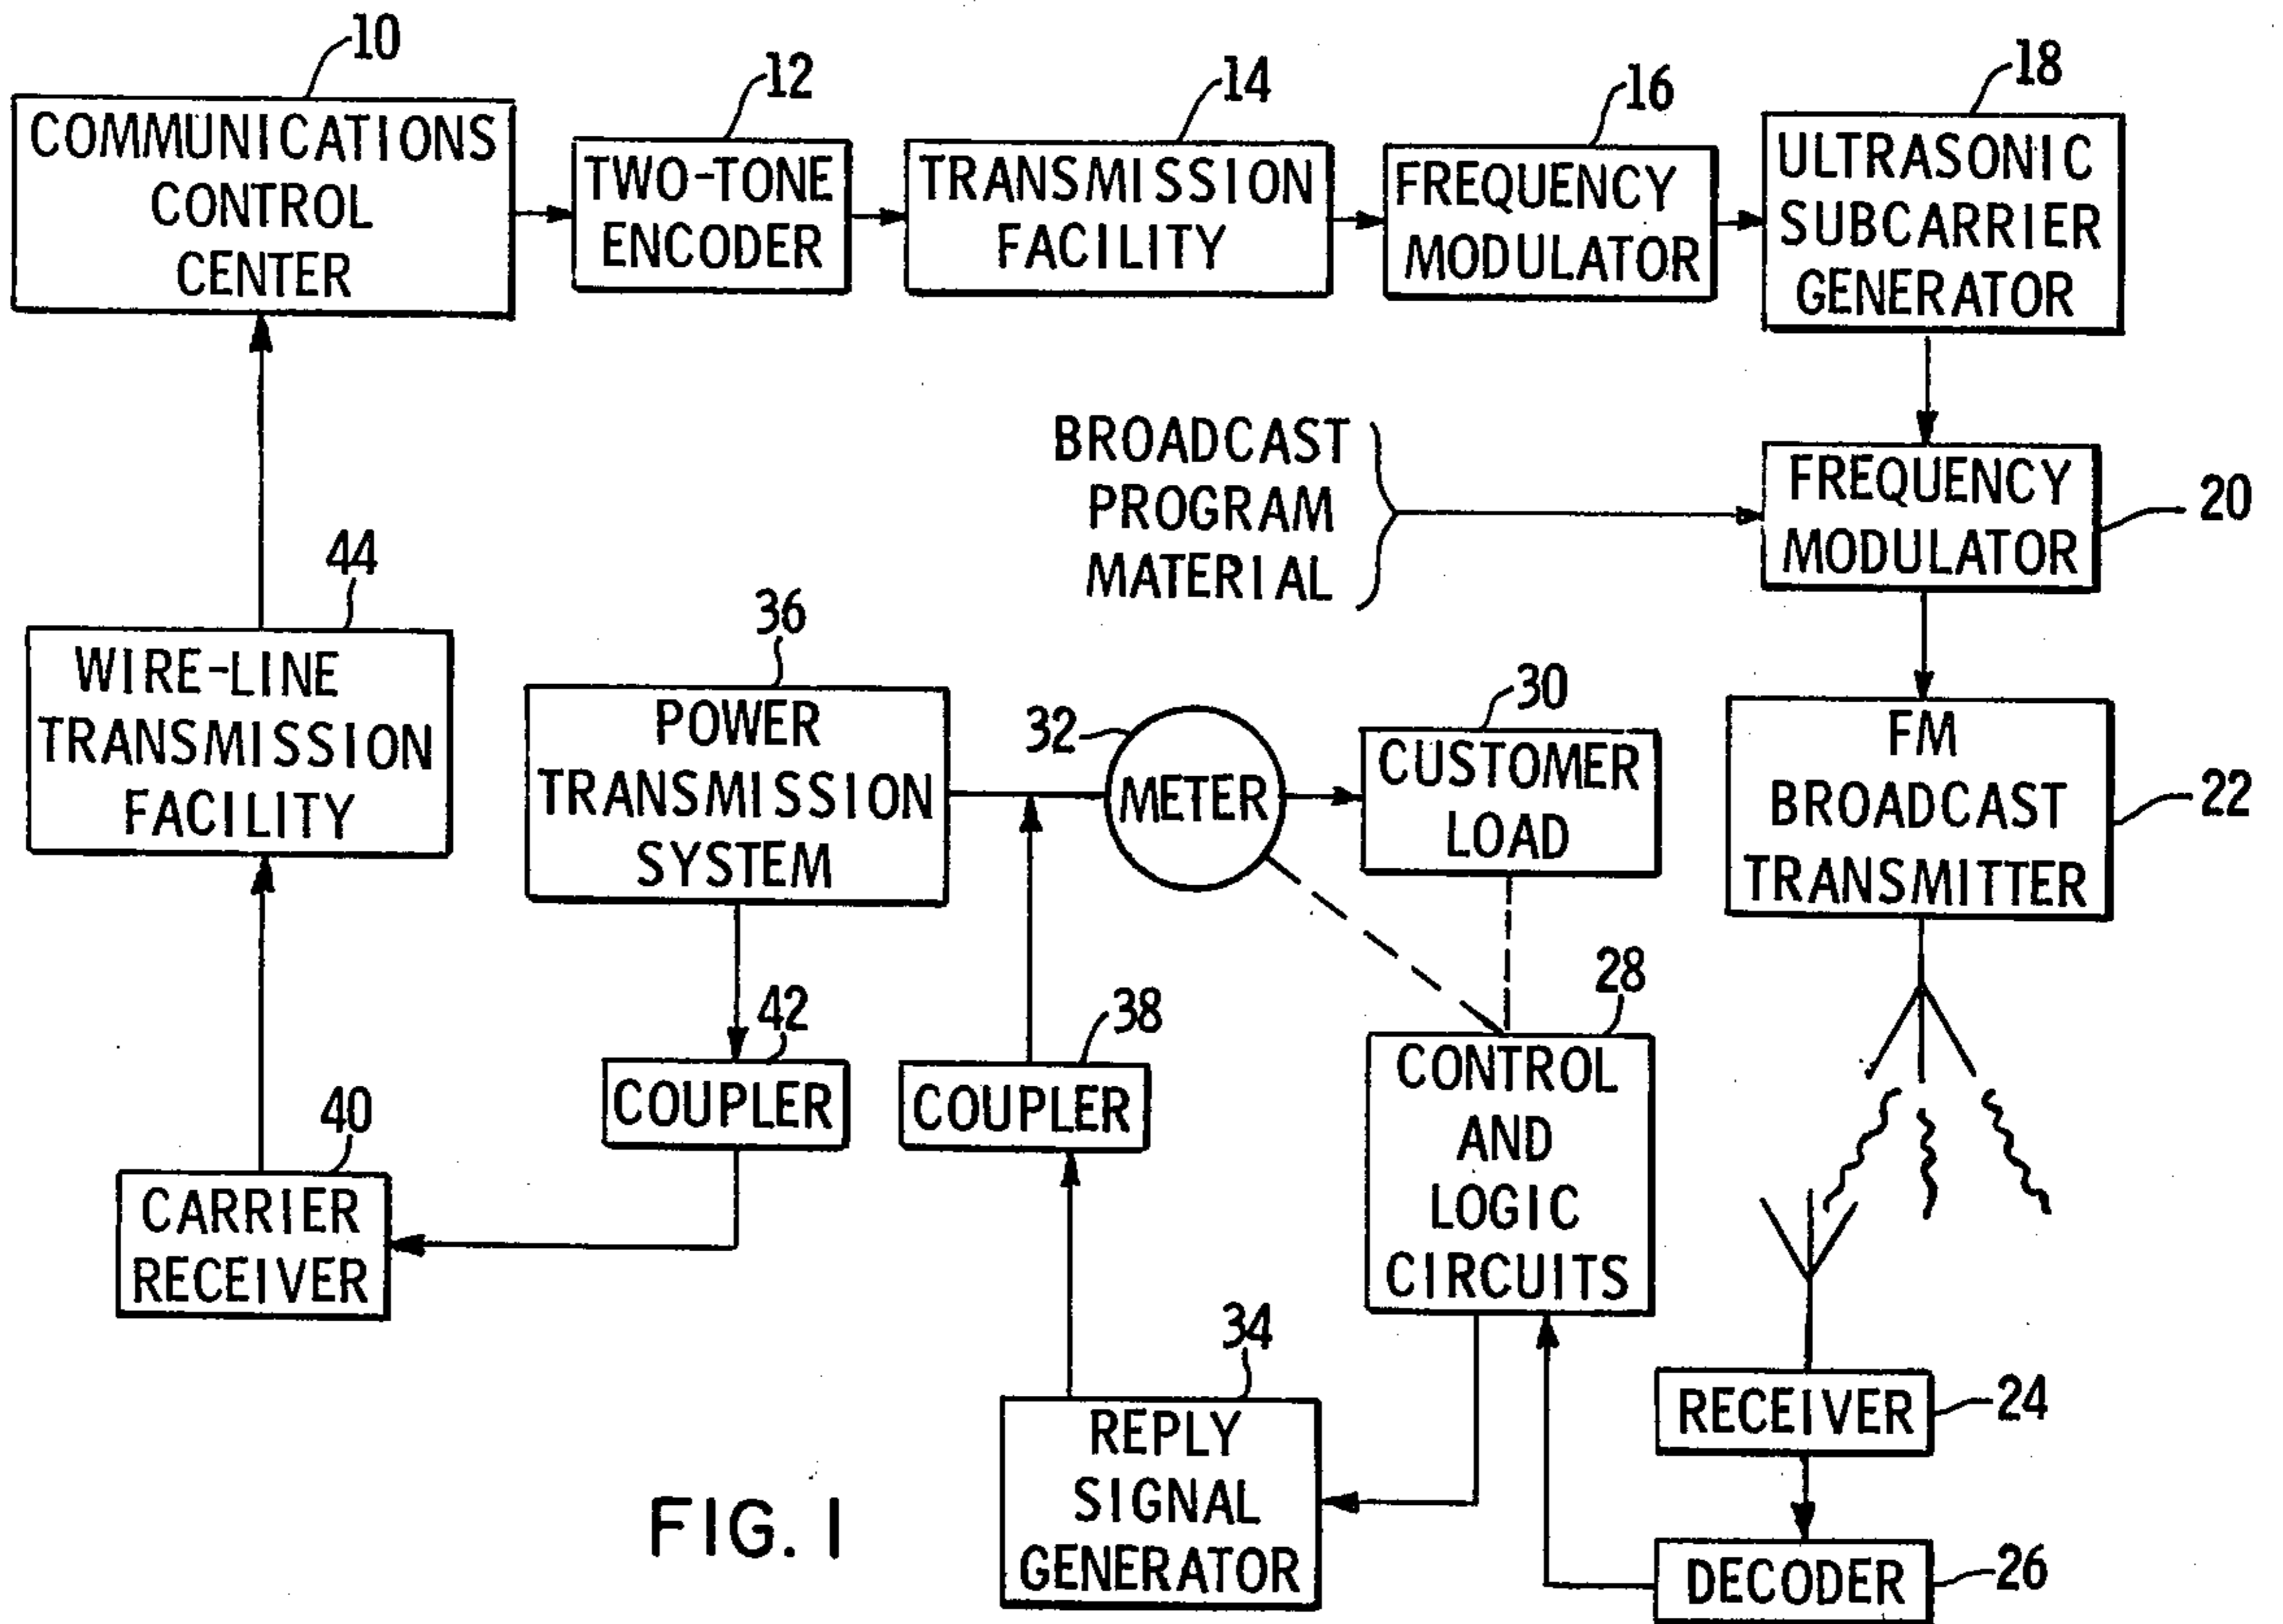 10
COMMUNICATIONS
CONTROL
CENTER
12
TWO-TONE
ENCODER
14
TRANSMISSION
FACILITY
16
FREQUENCY
MODULATOR
18
ULTRASONIC
SUBCARRIER
GENERATOR
BROADCAST
PROGRAM
MATERIAL
FREQUENCY
MODULATOR
20
44
WIRE-LINE
TRANSMISSION
FACILITY
36
POWER
TRANSMISSION
SYSTEM
32
METER
30
CUSTOMER
LOAD
FM
BROADCAST
TRANSMITTER
22
42
COUPLER
38
COUPLER
28
CONTROL
AND
LOGIC
CIRCUITS
40
CARRIER
RECEIVER
34
REPLY
SIGNAL
GENERATOR
RECEIVER
24
DECODER
26
FIG. 1